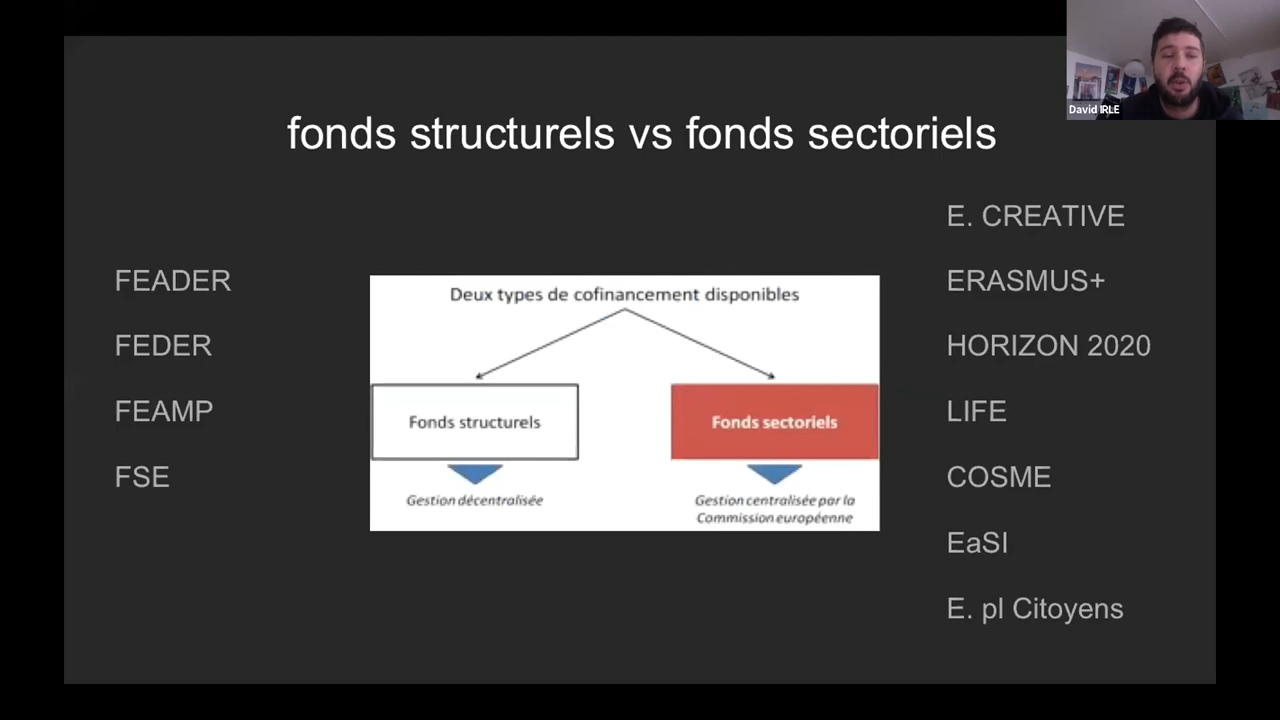 David IRLE
fonds structurels vs fonds sectoriels
FEADER
FEDER
FEAMP
FSE
Deux types de cofinancement disponibles
Fonds structurels
Gestion décentralisée
Fonds sectoriels
Gestion centralisée par la
Commission européenne
E. CREATIVE
ERASMUS+
HORIZON 2020
LIFE
COSME
EaSI
E. pl Citoyens